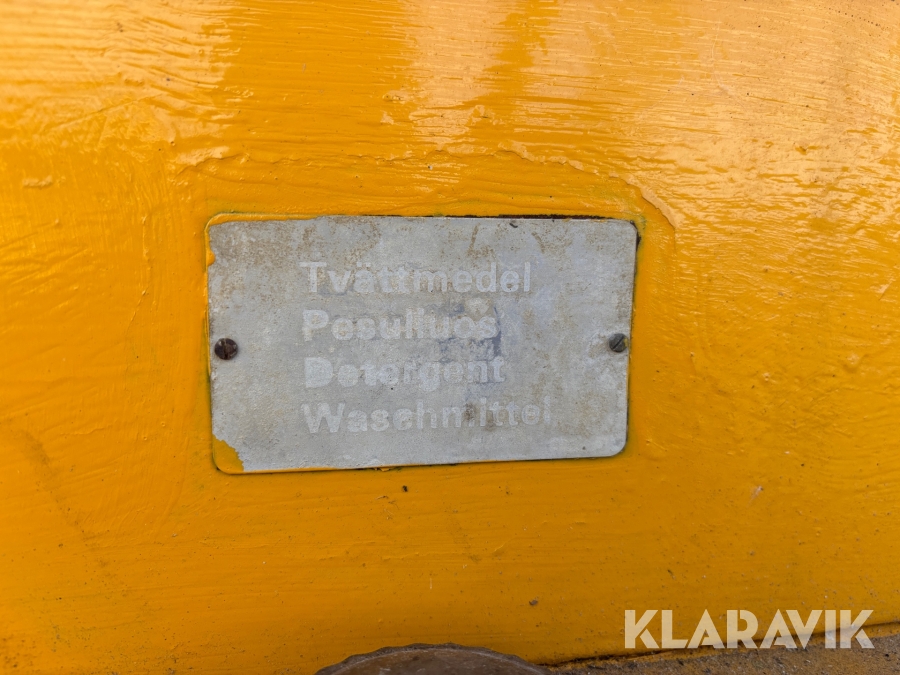 Tvättmedel
Pesuliuos
Detergent
Waschmittel
KLARAVIK